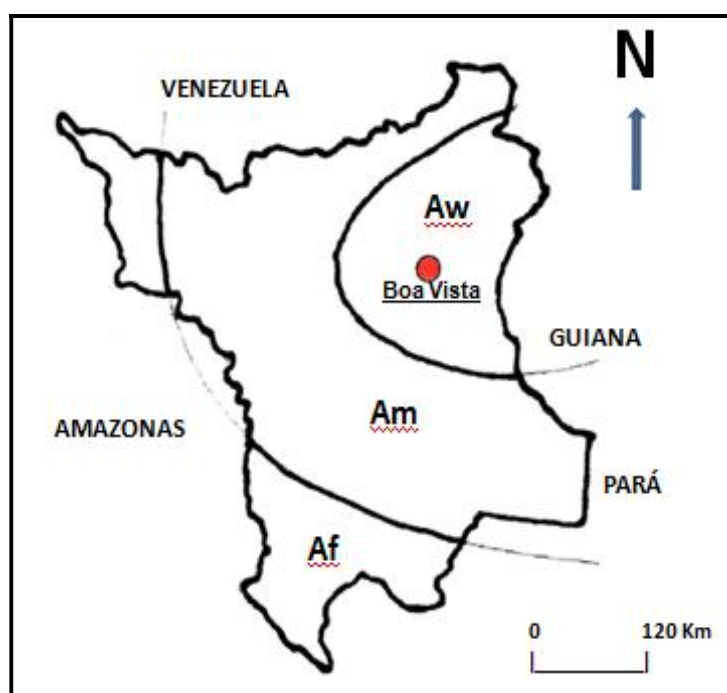 N
VENEZUELA
Aw
Boa Vista
GUIANA
Am
AMAZONAS
PARÁ
Af
0 120 Km